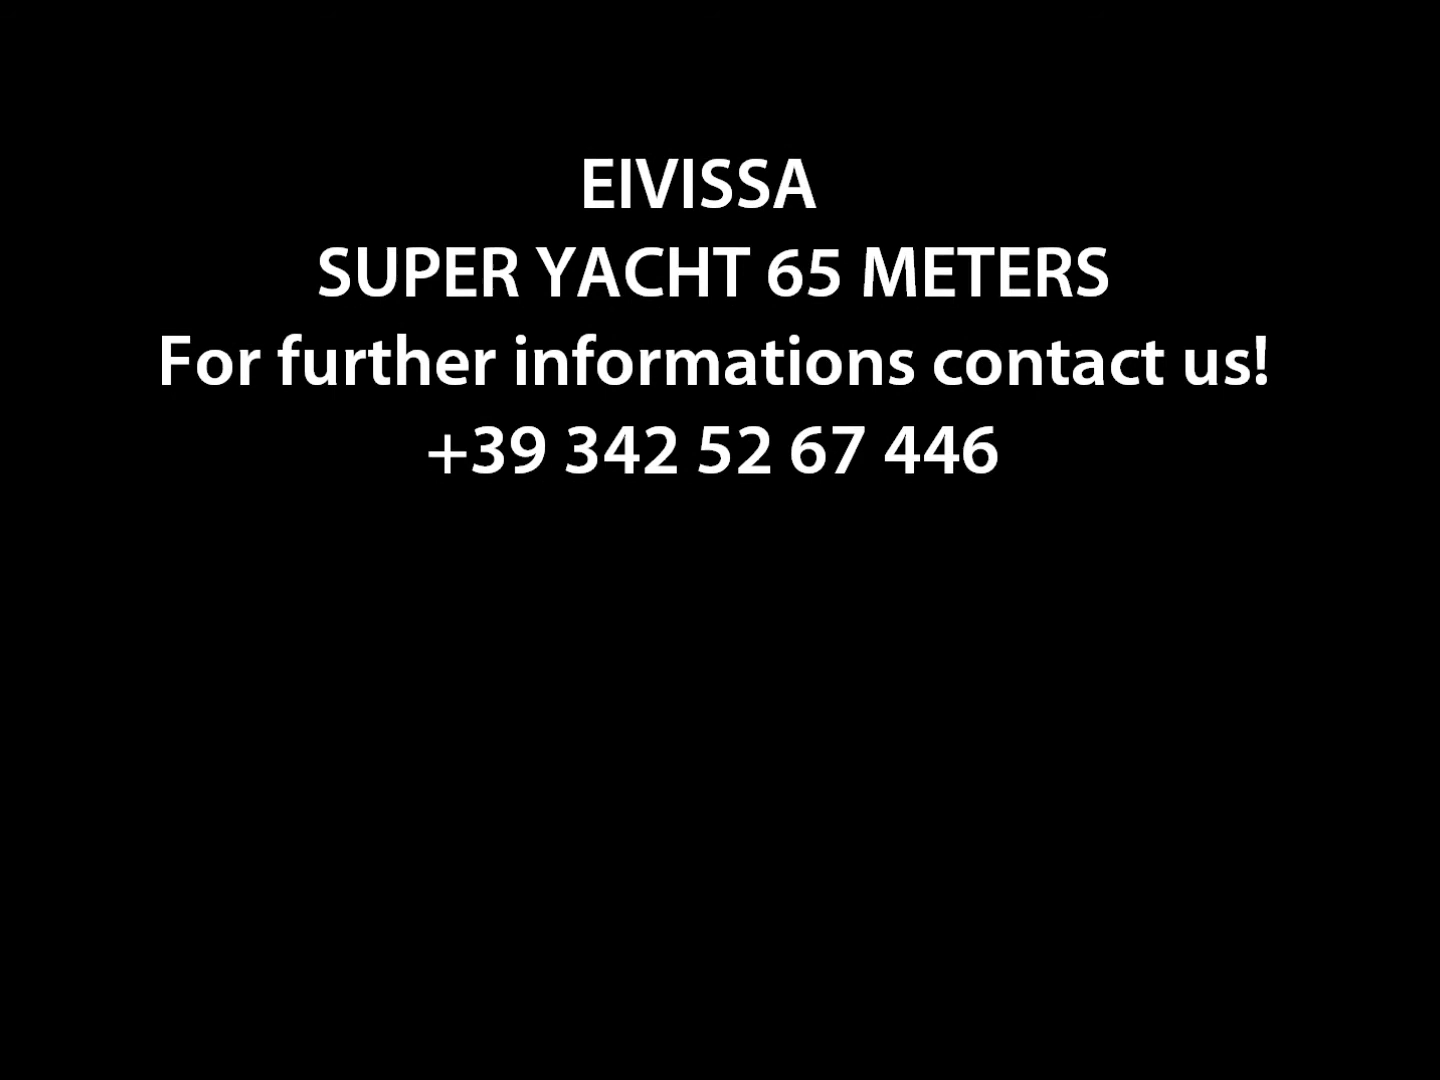 EIVISSA
SUPER YACHT 65 METERS
For further informations contact us!
+39 342 52 67 446